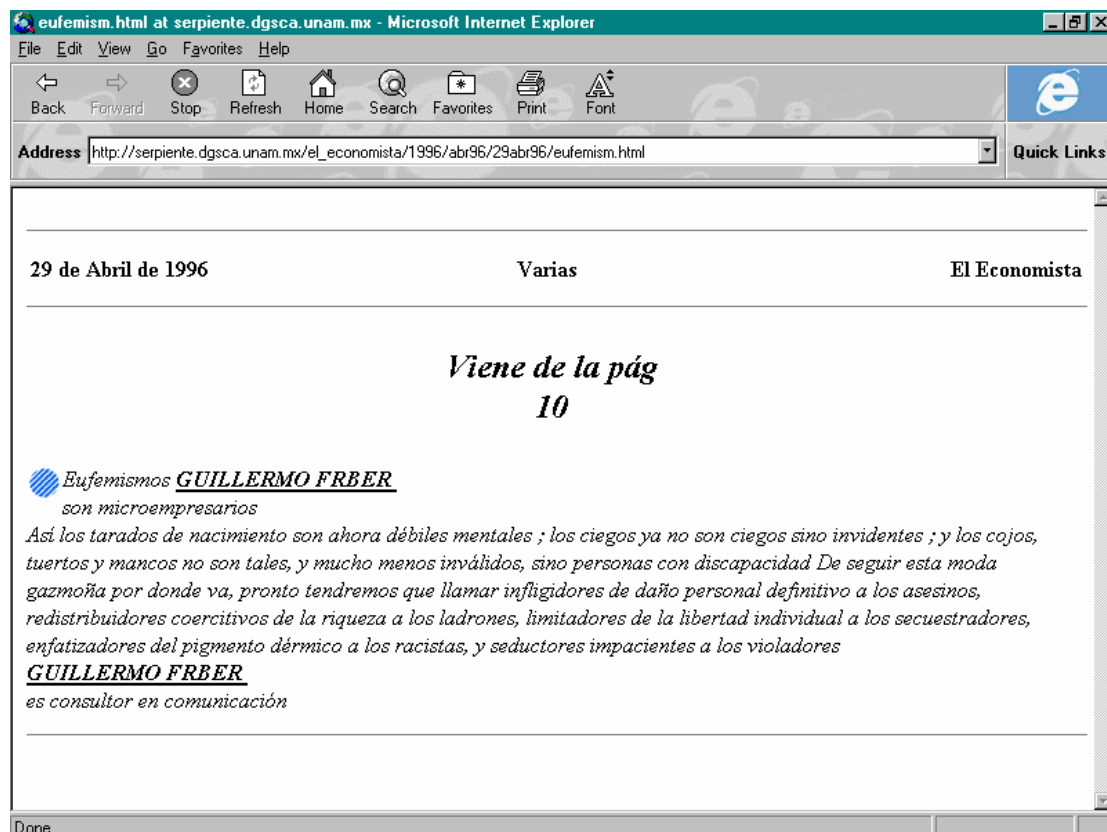 eufemism.html at serpiente.dgsca.unam.mx - Microsoft Internet Explorer
File Edit View Go Favorites Help
Back Forward Stop Refresh Home Search Favorites Print Font
Address http://serpiente.dgsca.unam.mx/el_economista/1996/abr96/29abr96/eufemism.html Quick Links
29 de Abril de 1996 Varias El Economista
Viene de la pág
10
Eufemismos GUILLERMO FRBER
son microempresarios
Así los tarados de nacimiento son ahora débiles mentales ; los ciegos ya no son ciegos sino invidentes ; y los cojos,
tuertos y mancos no son tales, y mucho menos inválidos, sino personas con discapacidad De seguir esta moda
gazmoña por donde va, pronto tendremos que llamar infligidores de daño personal definitivo a los asesinos,
redistribuidores coercitivos de la riqueza a los ladrones, limitadores de la libertad individual a los secuestradores,
enfatizadores del pigmento dérmico a los racistas, y seductores impacientes a los violadores
GUILLERMO FRBER
es consultor en comunicación
Done